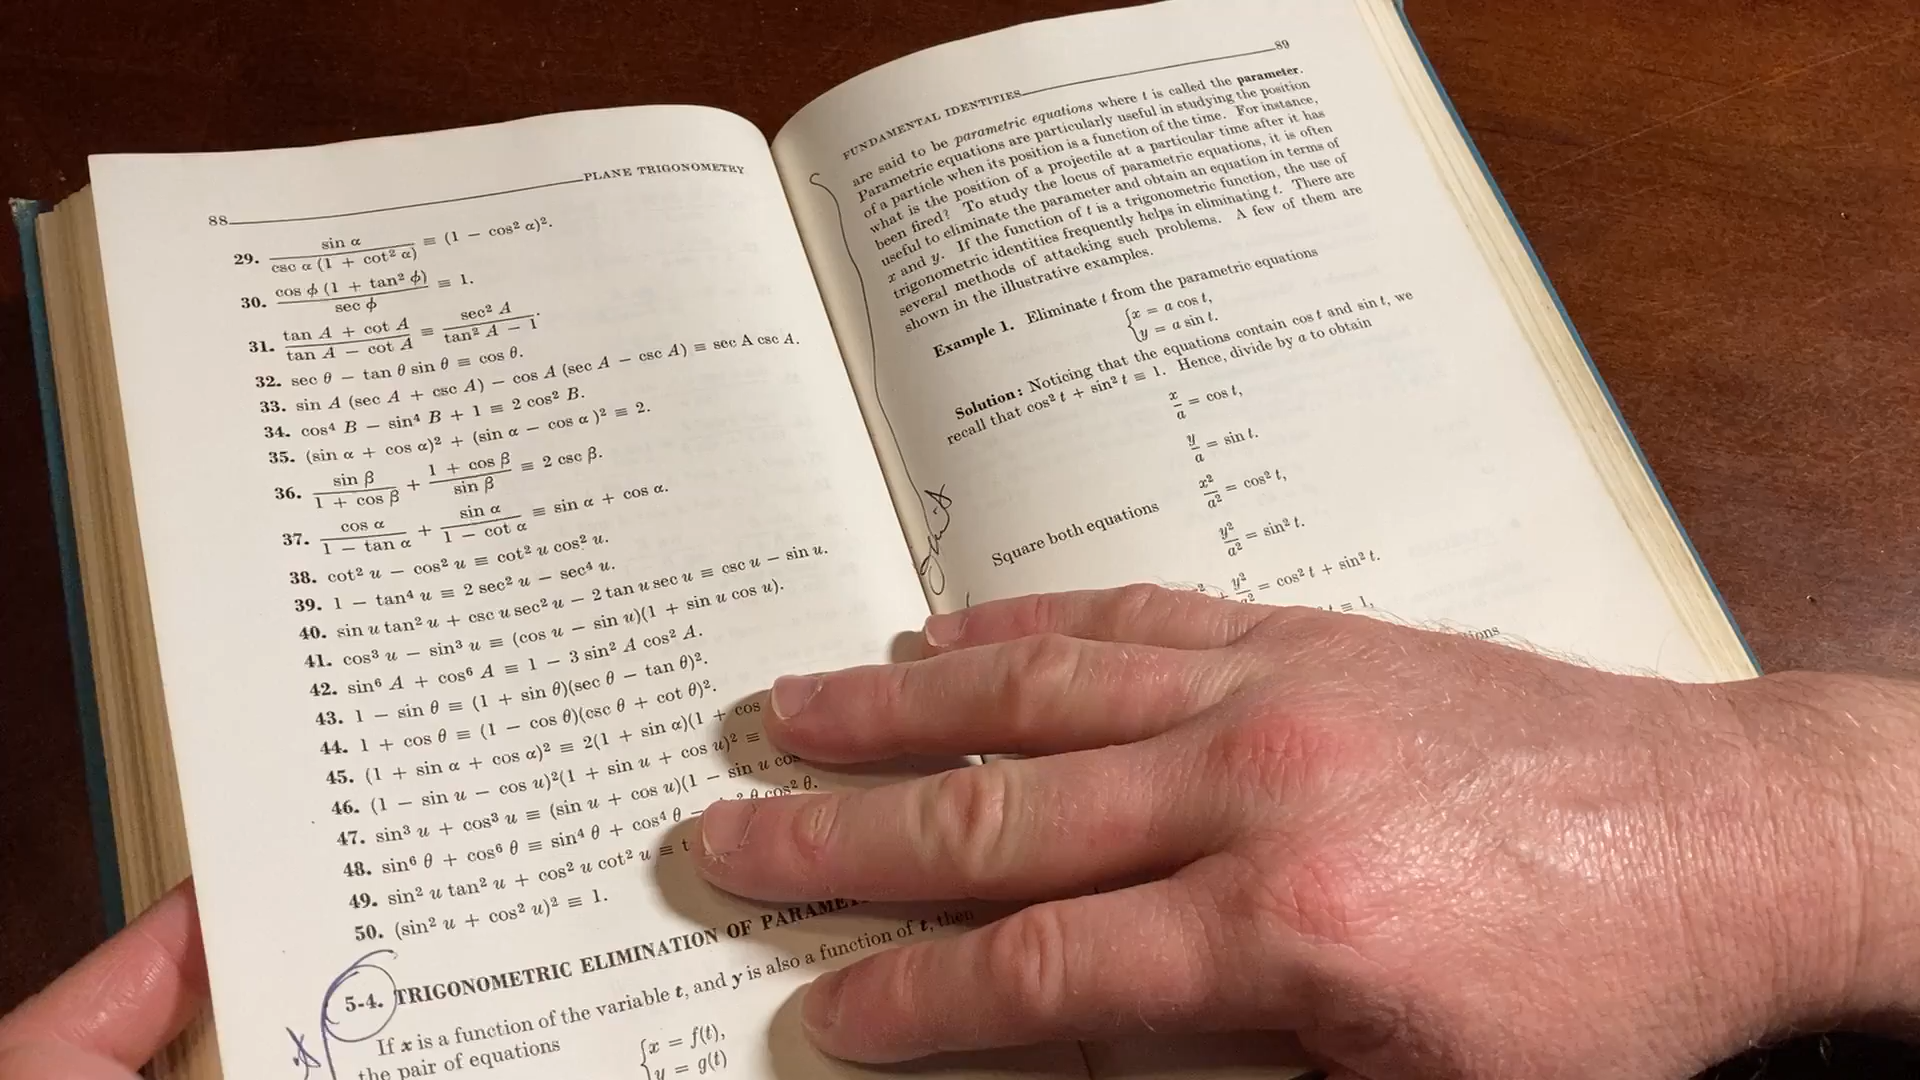 88 PLANE TRIGONOMETRY
29. sin α / csc α (1 + cot² α) ≡ (1 − cos² α)².
30. cos ϕ (1 + tan² ϕ) / sec ϕ ≡ 1.
31. tan A + cot A / tan A − cot A ≡ sec² A / tan² A − 1.
32. sec θ − tan θ sin θ ≡ cos θ.
33. sin A (sec A + csc A) − cos A (sec A − csc A) ≡ sec A csc A.
34. cos⁴ B − sin⁴ B + 1 ≡ 2 cos² B.
35. (sin α + cos α)² + (sin α − cos α)² ≡ 2.
36. sin β / 1 + cos β + 1 + cos β / sin β ≡ 2 csc β.
37. cos α / 1 − tan α + sin α / 1 − cot α ≡ sin α + cos α.
38. cot² u − cos² u ≡ cot² u cos² u.
39. 1 − tan⁴ u ≡ 2 sec² u − sec⁴ u.
40. sin u tan² u + csc u sec² u − 2 tan u sec u ≡ csc u − sin u.
41. cos³ u − sin³ u ≡ (cos u − sin u)(1 + sin u cos u).
42. sin⁶ A + cos⁶ A ≡ 1 − 3 sin² A cos² A.
43. 1 − sin θ ≡ (1 + sin θ)(sec θ − tan θ)².
44. 1 + cos θ ≡ (1 − cos θ)(csc θ + cot θ)².
45. (1 + sin α + cos α)² ≡ 2(1 + sin α)(1 + cos
46. (1 − sin u − cos u)²(1 + sin u + cos u)² ≡
47. sin³ u + cos³ u ≡ (sin u + cos u)(1 − sin u cos
48. sin⁶ θ + cos⁶ θ ≡ sin⁴ θ + cos⁴ θ − θ cos² θ.
49. sin² u tan² u + cos² u cot² u ≡
50. (sin² u + cos² u)² ≡ 1.
5-4. TRIGONOMETRIC ELIMINATION OF
If x is a function of the variable t, and y is also a function of t, then
the pair of equations
x = f(t),
y = g(t)
FUNDAMENTAL IDENTITIES 89
are said to be parametric equations where t is called the parameter.
Parametric equations are particularly useful in studying the position
of a particle when its position is a function of the time. For instance,
what is the position of a projectile at a particular time after it has
been fired? To study the locus of parametric equations, it is often
useful to eliminate the parameter and obtain an equation in terms of
x and y. If the function of t is a trigonometric function, the use of
trigonometric identities frequently helps in eliminating t. There are
several methods of attacking such problems. A few of them are
shown in the illustrative examples.
Example 1. Eliminate t from the parametric equations
x = a cos t,
y = a sin t.
Solution: Noticing that the equations contain cos t and sin t, we
recall that cos² t + sin² t ≡ 1. Hence, divide by a to obtain
x/a = cos t,
y/a = sin t.
Square both equations
x²/a² = cos² t,
y²/a² = sin² t.
+ y²/a² = cos² t + sin² t.
t ≡ 1,